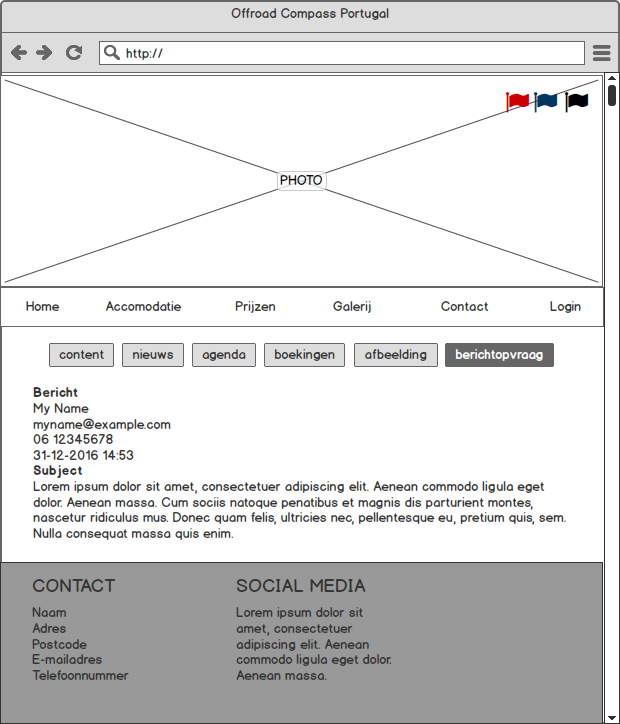 Offroad Compass Portugal
http://
PHOTO
Home Accomodatie Prijzen Galerij Contact Login
content nieuws agenda boekingen afbeelding berichtopvraag
Bericht
My Name
myname@example.com
06 12345678
31-12-2016 14:53
Subject
Lorem ipsum dolor sit amet, consectetuer adipiscing elit. Aenean commodo ligula eget
dolor. Aenean massa. Cum sociis natoque penatibus et magnis dis parturient montes,
nascetur ridiculus mus. Donec quam felis, ultricies nec, pellentesque eu, pretium quis, sem.
Nulla consequat massa quis enim.
CONTACT
Naam
Adres
Postcode
E-mailadres
Telefoonnummer
SOCIAL MEDIA
Lorem ipsum dolor sit
amet, consectetuer
adipiscing elit. Aenean
commodo ligula eget dolor.
Aenean massa.